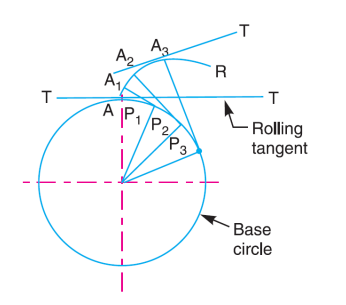 T
A3
A2
R
A1
T
T
A
P1
P2
Rolling
tangent
P3
Base
circle